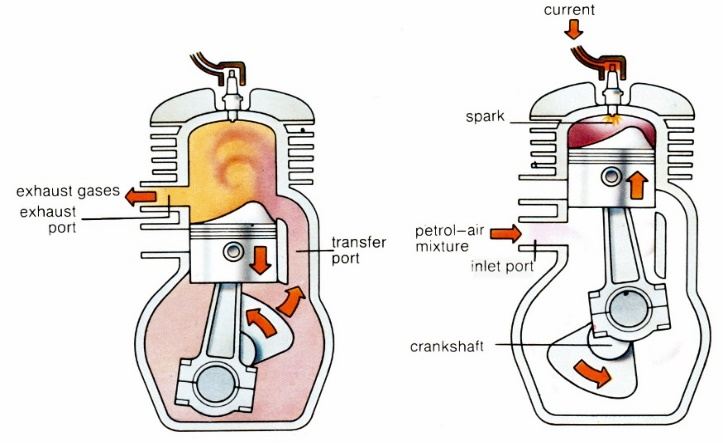 current
spark
exhaust gases
exhaust
port
transfer
port
petrol–air
mixture
inlet port
crankshaft